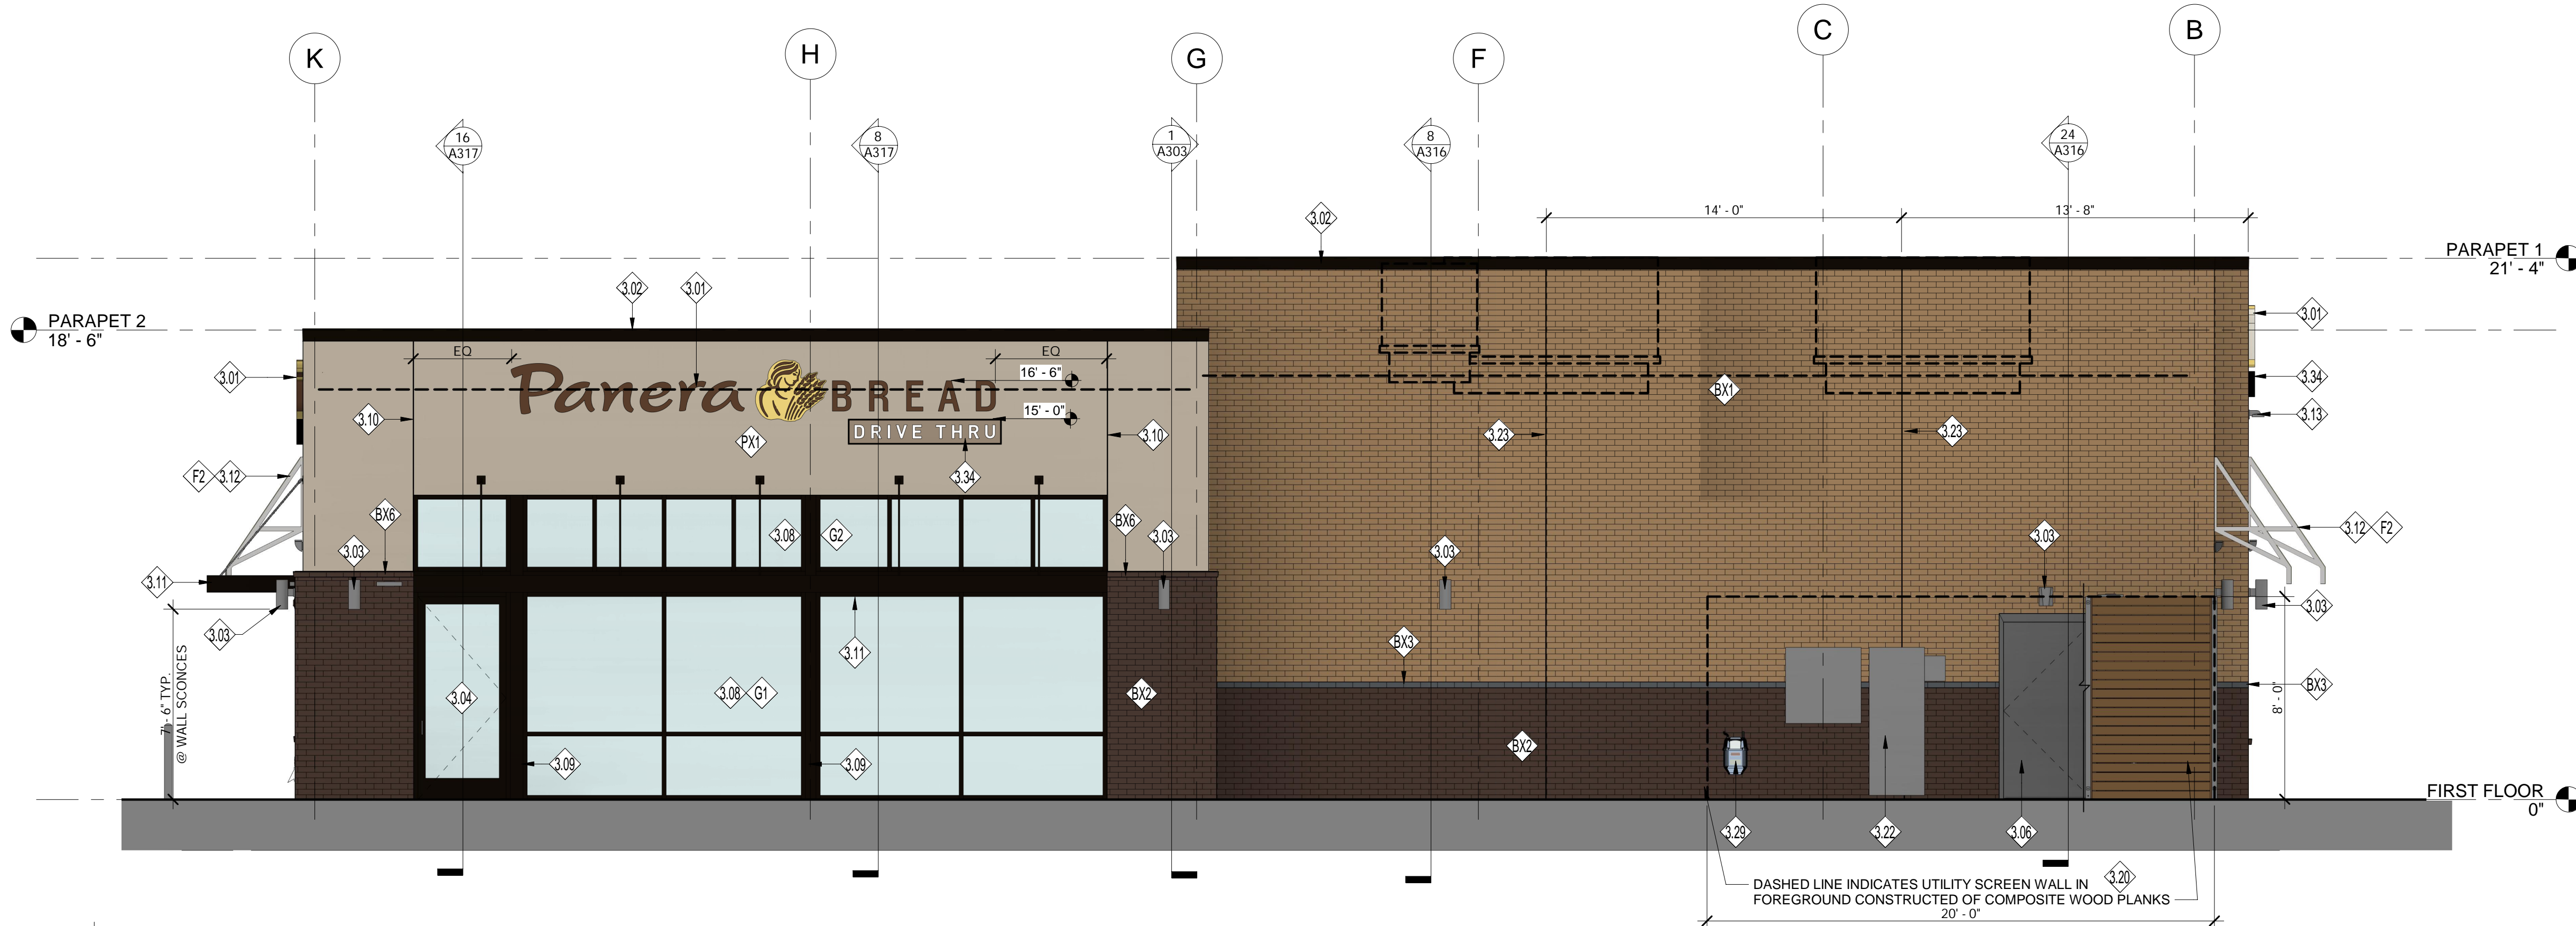 K
H
G
F
C
B
16
A317
8
A317
1
A303
8
A316
24
A316
3.02
14' - 0"
13' - 8"
PARAPET 1
21' - 4"
3.02
3.01
PARAPET 2
18' - 6"
3.01
EQ
EQ
3.01
16' - 6"
Panera BREAD
15' - 0"
DRIVE THRU
BX1
3.34
3.10
PX1
3.10
3.23
3.23
3.13
F2
3.12
3.34
BX6
3.08
G2
BX6
3.03
3.03
3.03
3.03
3.12
F2
3.11
3.03
3.03
3.11
BX3
7' - 6" TYP.
@ WALL SCONCES
3.04
3.08
G1
BX2
BX3
8' - 0"
BX2
3.09
3.09
FIRST FLOOR
0"
3.29
3.22
3.06
3.20
DASHED LINE INDICATES UTILITY SCREEN WALL IN
FOREGROUND CONSTRUCTED OF COMPOSITE WOOD PLANKS
20' - 0"